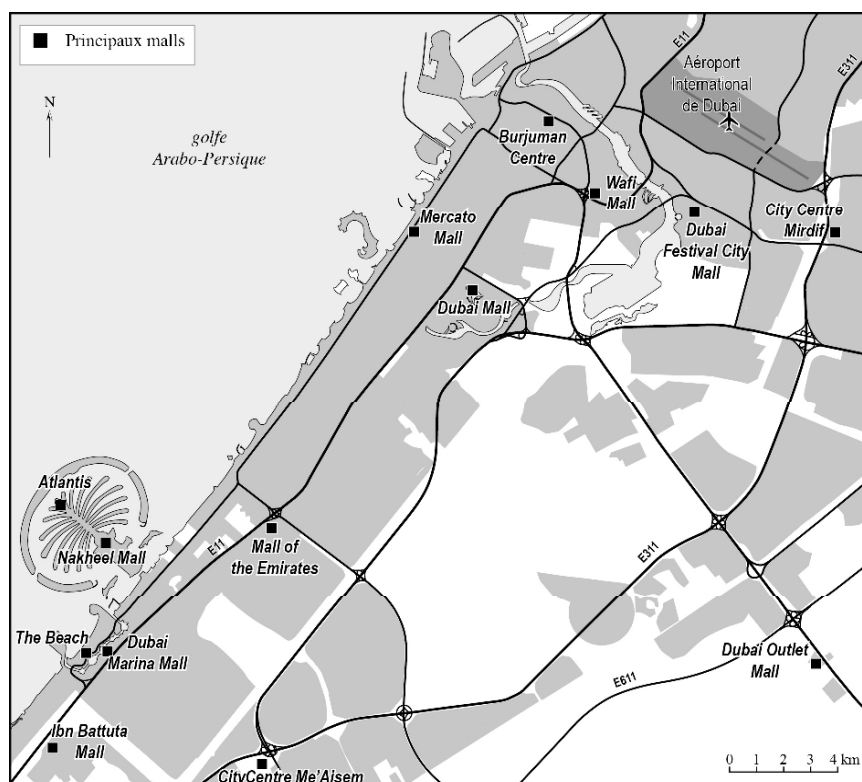 Principaux malls
N
golfe
Arabo-Persique
E11
E311
Aéroport
International
de Dubaï
Burjuman
Centre
Wafi
Mall
Mercato
Mall
Dubai
Festival City
Mall
City Centre
Mirdif
Dubai Mall
Atlantis
Nakheel Mall
E11
Mall of
the Emirates
E311
The Beach
Dubai
Marina Mall
Dubaï Outlet
Mall
E611
Ibn Battuta
Mall
CityCentre Me'Aisem
0 1 2 3 4 km